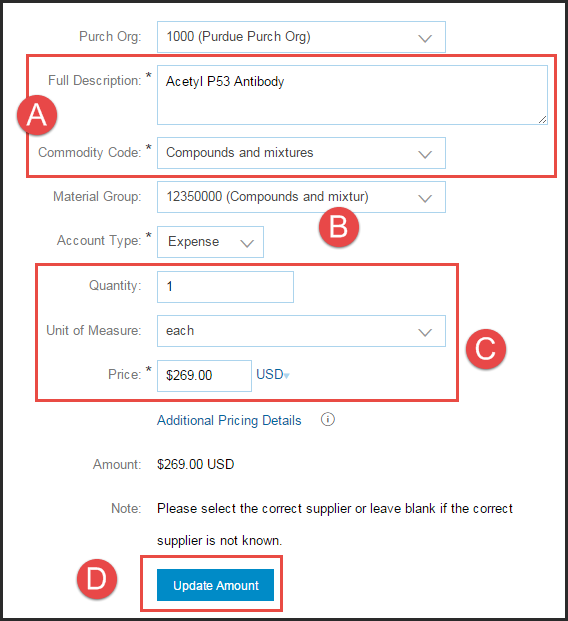 Purch Org: 1000 (Purdue Purch Org)
Full Description: * Acetyl P53 Antibody
A
Commodity Code: * Compounds and mixtures
Material Group: 12350000 (Compounds and mixtur)
B
Account Type: * Expense
Quantity: 1
Unit of Measure: each
C
Price: * $269.00 USD
Additional Pricing Details i
Amount: $269.00 USD
Note: Please select the correct supplier or leave blank if the correct
supplier is not known.
D Update Amount